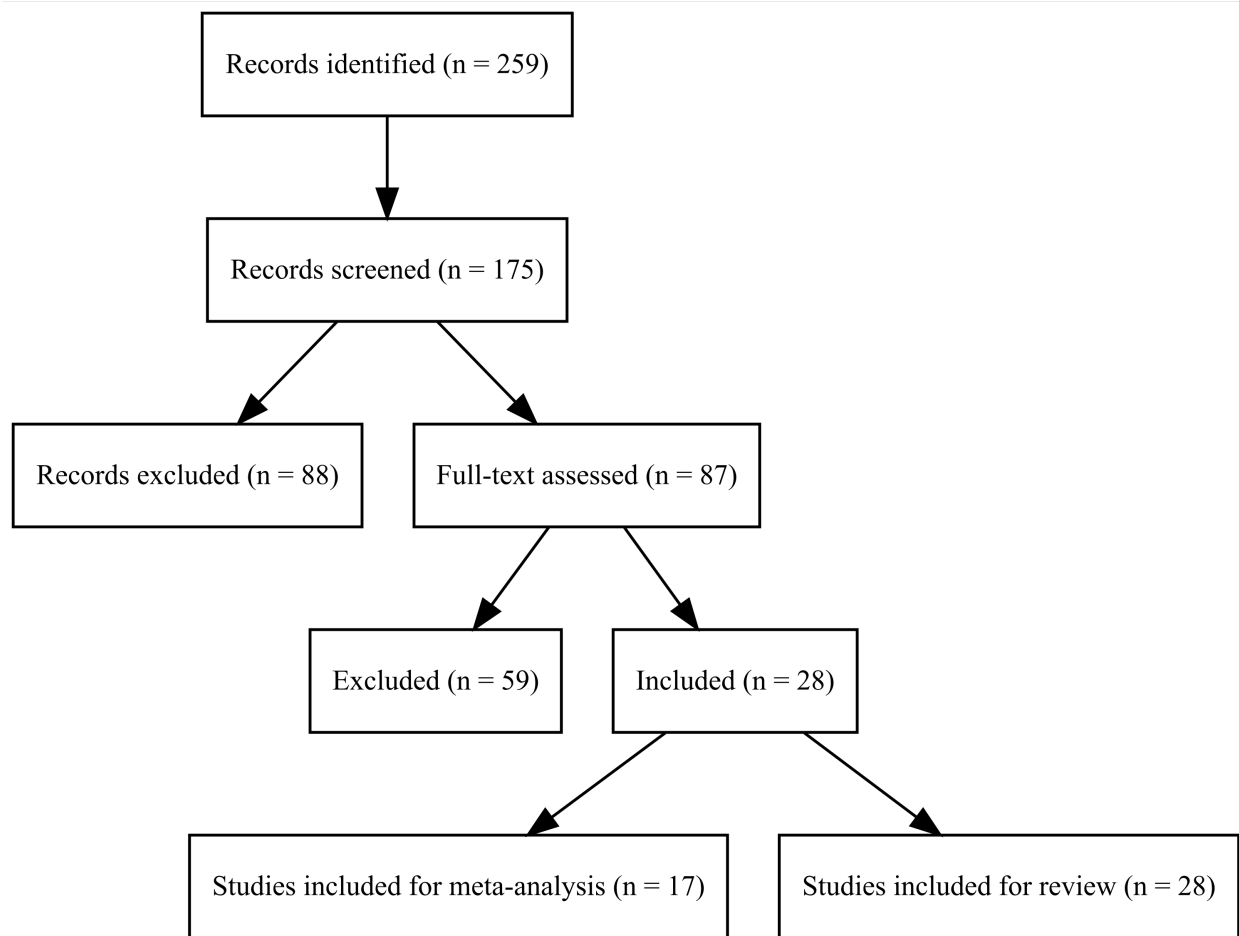 Records identified (n = 259)
Records screened (n = 175)
Records excluded (n = 88)
Full-text assessed (n = 87)
Excluded (n = 59)
Included (n = 28)
Studies included for meta-analysis (n = 17)
Studies included for review (n = 28)